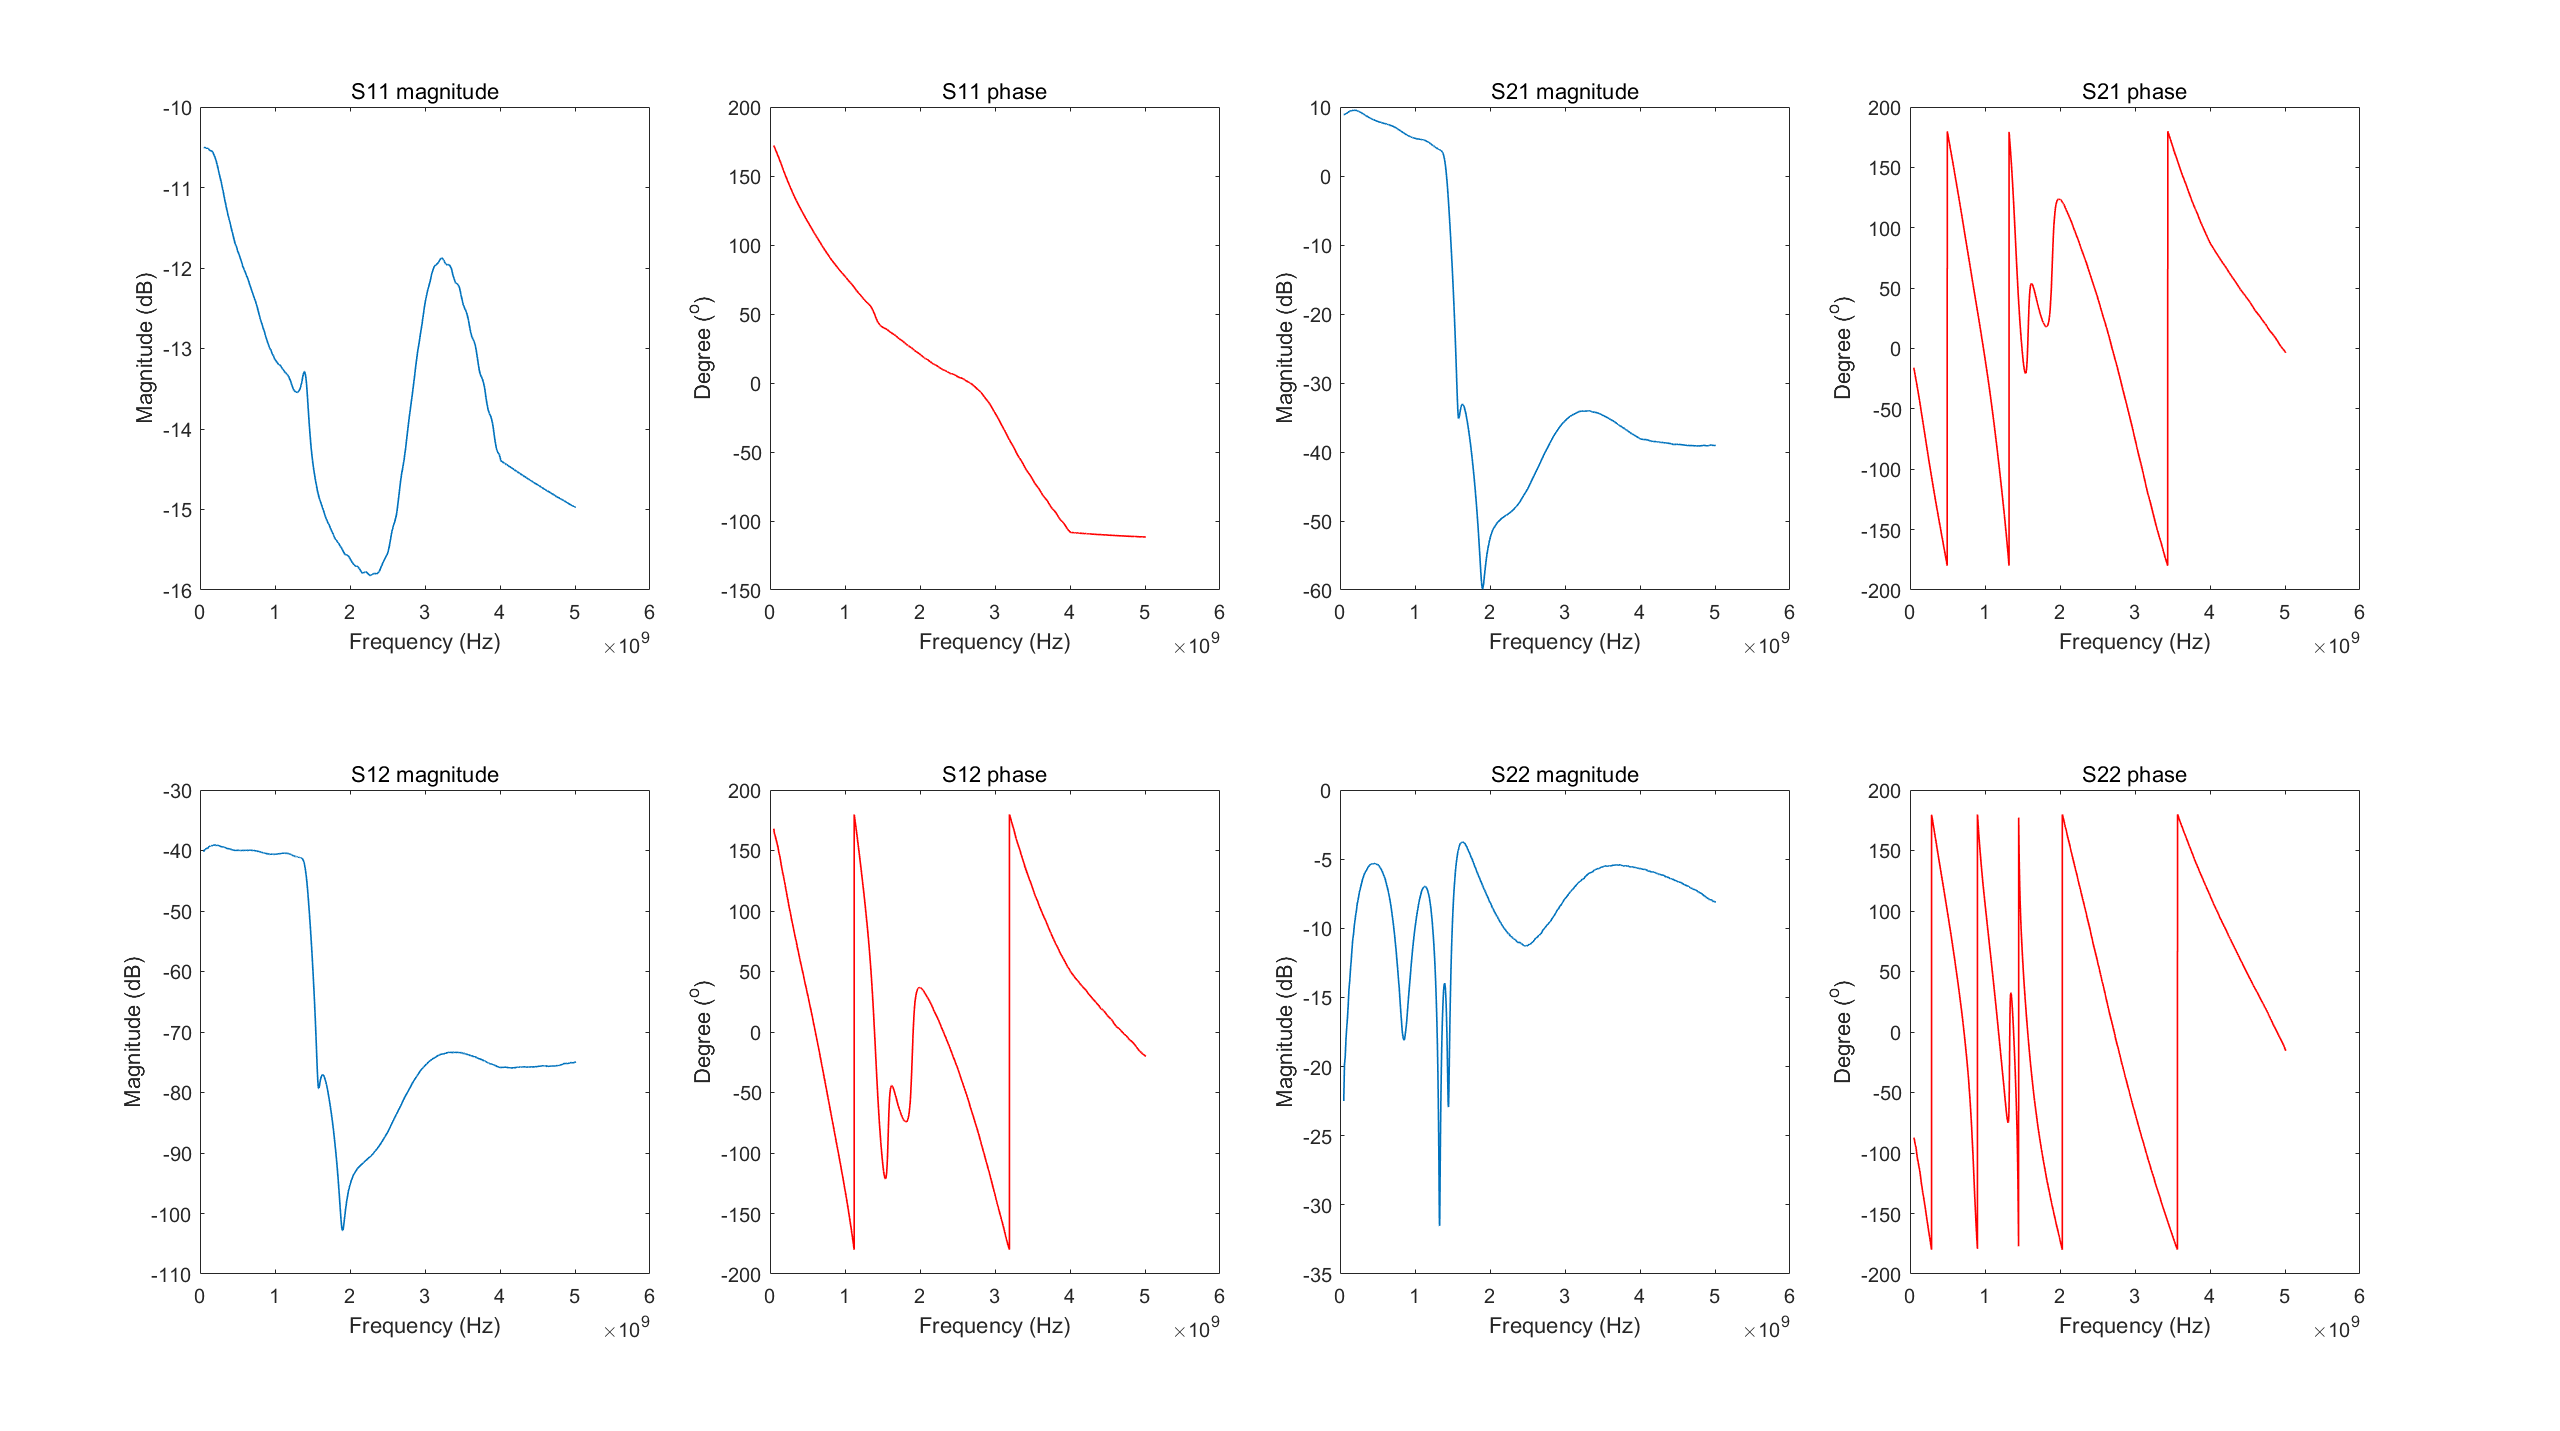 S11 magnitude
-10
-11
-12
-13
-14
-15
-16
Magnitude (dB)
0 1 2 3 4 5 6
Frequency (Hz)
×10^9
S11 phase
200
150
100
50
0
-50
-100
-150
Degree (°)
0 1 2 3 4 5 6
Frequency (Hz)
×10^9
S21 magnitude
10
0
-10
-20
-30
-40
-50
-60
Magnitude (dB)
0 1 2 3 4 5 6
Frequency (Hz)
×10^9
S21 phase
200
150
100
50
0
-50
-100
-150
-200
Degree (°)
0 1 2 3 4 5 6
Frequency (Hz)
×10^9
S12 magnitude
-30
-40
-50
-60
-70
-80
-90
-100
-110
Magnitude (dB)
0 1 2 3 4 5 6
Frequency (Hz)
×10^9
S12 phase
200
150
100
50
0
-50
-100
-150
-200
Degree (°)
0 1 2 3 4 5 6
Frequency (Hz)
×10^9
S22 magnitude
0
-5
-10
-15
-20
-25
-30
-35
Magnitude (dB)
0 1 2 3 4 5 6
Frequency (Hz)
×10^9
S22 phase
200
150
100
50
0
-50
-100
-150
-200
Degree (°)
0 1 2 3 4 5 6
Frequency (Hz)
×10^9